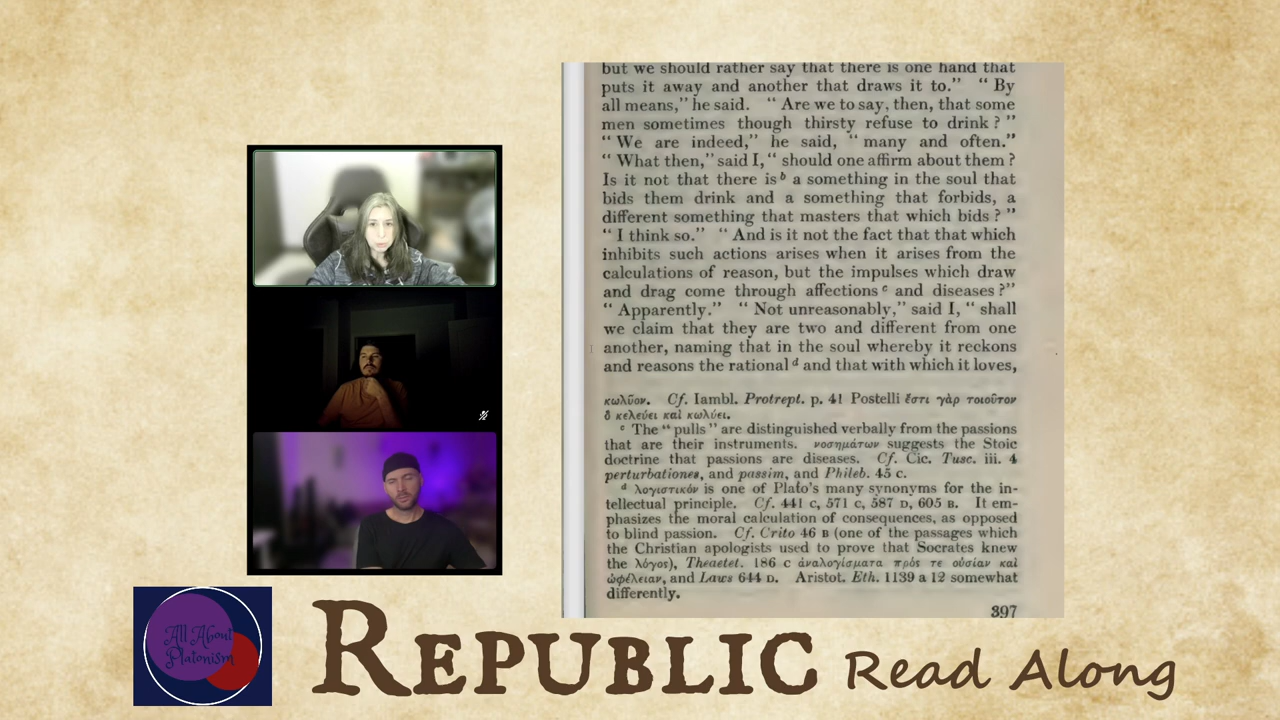 but we should rather say that there is one hand that
puts it away and another that draws it to.” “ By
all means,” he said. “ Are we to say, then, that some
men sometimes though thirsty refuse to drink ? ”
“ We are indeed,” he said, “ many and often.”
“ What then,” said I, “ should one affirm about them ?
Is it not that there is ᵇ a something in the soul that
bids them drink and a something that forbids, a
different something that masters that which bids ? ”
“ I think so.” “ And is it not the fact that that which
inhibits such actions arises when it arises from the
calculations of reason, but the impulses which draw
and drag come through affections ᶜ and diseases ?”
“ Apparently.” “ Not unreasonably,” said I, “ shall
we claim that they are two and different from one
another, naming that in the soul whereby it reckons
and reasons the rational ᵈ and that with which it loves,
κωλῦον. Cf. Iambl. Protrept. p. 41 Postelli ἔστι γὰρ τοιοῦτον
ὃ κελεύει καὶ κωλύει.
ᶜ The “ pulls ” are distinguished verbally from the passions
that are their instruments. νοσημάτων suggests the Stoic
doctrine that passions are diseases. Cf. Cic. Tusc. iii. 4
perturbationes, and passim, and Phileb. 45 c.
ᵈ λογιστικόν is one of Plato’s many synonyms for the in-
tellectual principle. Cf. 441 c, 571 c, 587 D, 605 B. It em-
phasizes the moral calculation of consequences, as opposed
to blind passion. Cf. Crito 46 B (one of the passages which
the Christian apologists used to prove that Socrates knew
the λόγος), Theaetet. 186 c ἀναλογίσματα πρός τε οὐσίαν καὶ
ὠφέλειαν, and Laws 644 D. Aristot. Eth. 1139 a 12 somewhat
differently.
397
All About
Platonism
REPUBLIC Read Along